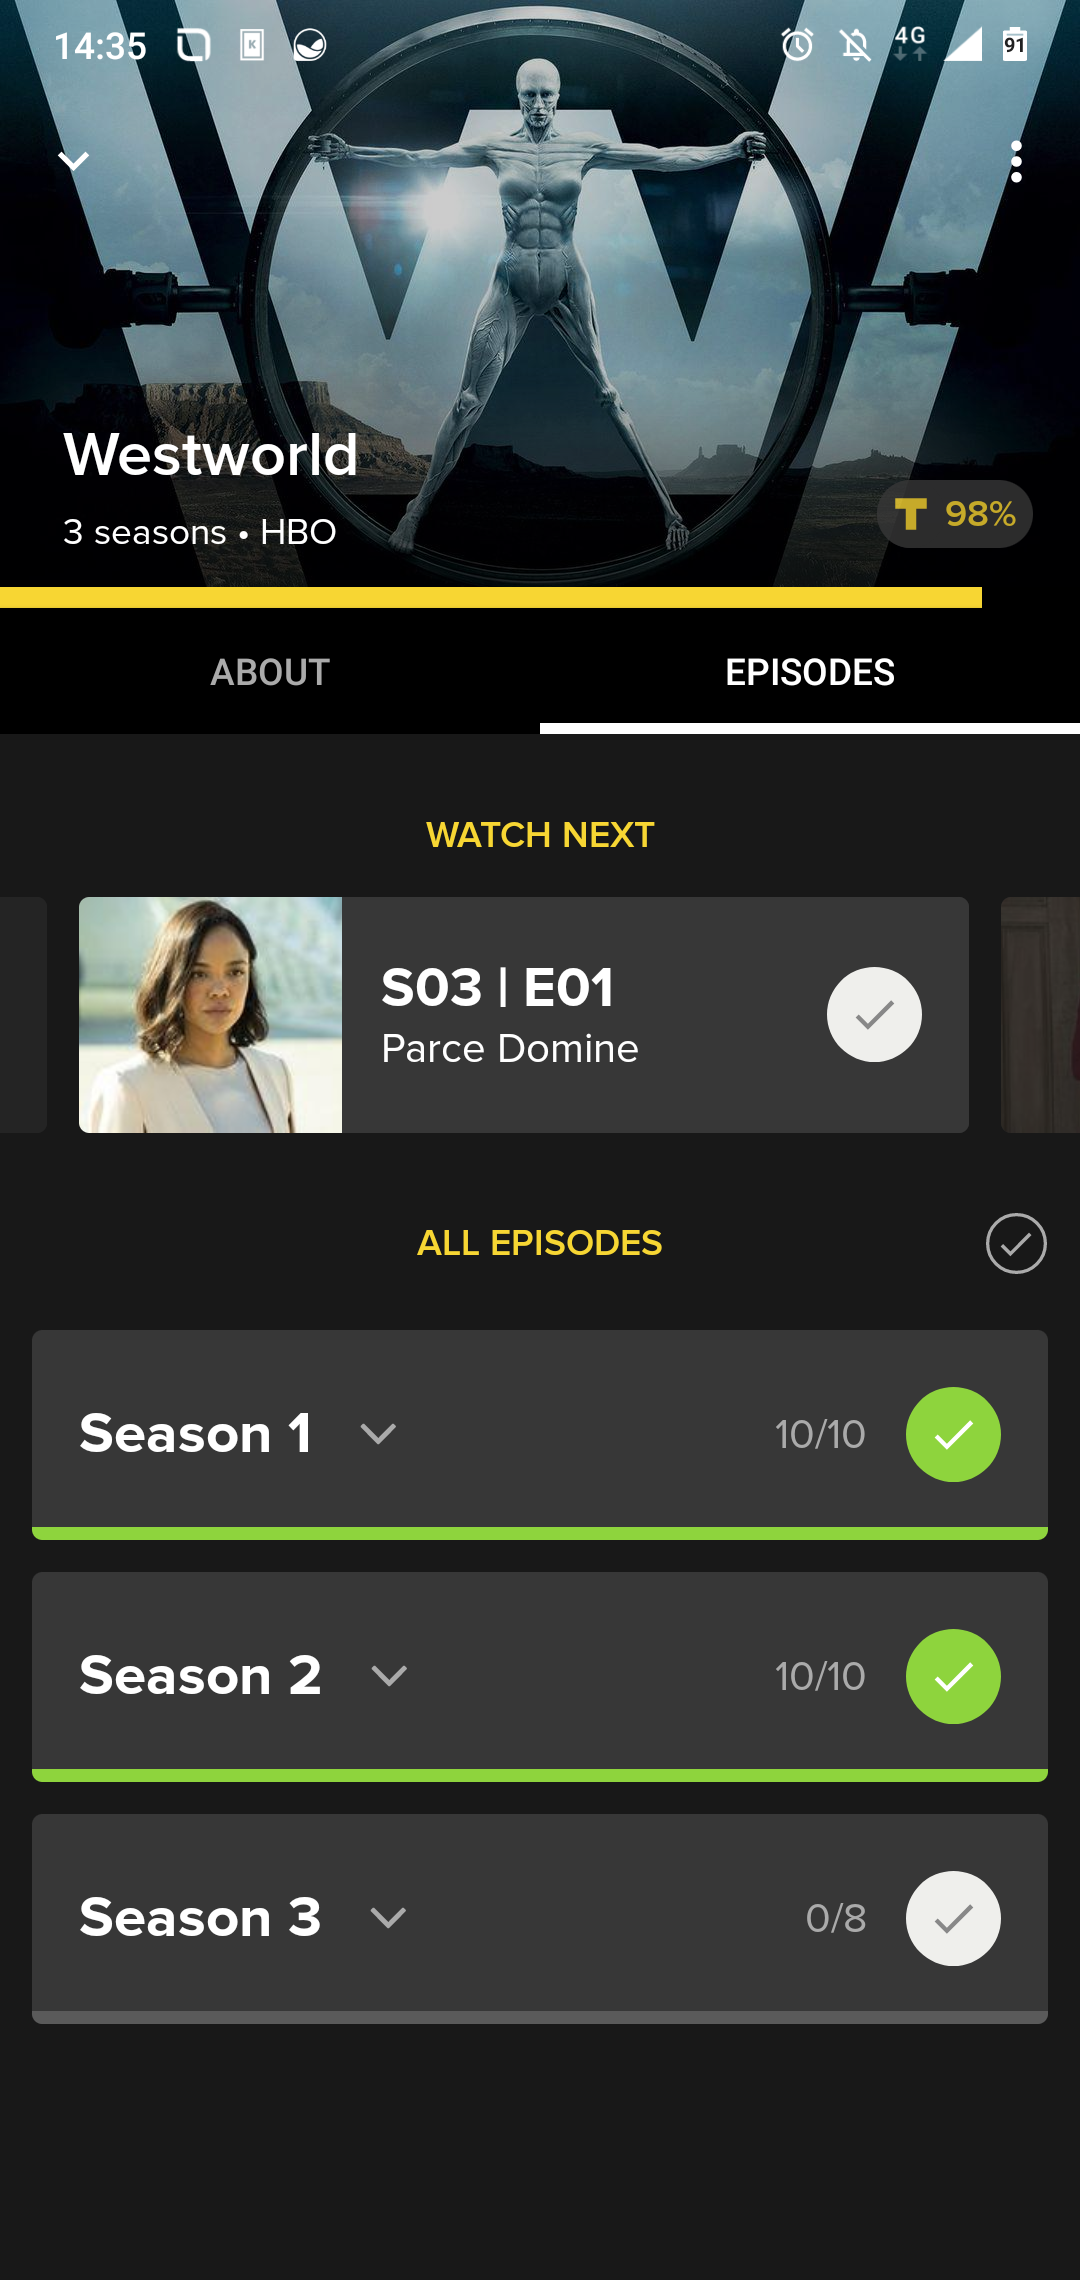 14:35 K 4G 91
Westworld
3 seasons • HBO
T 98%
ABOUT EPISODES
WATCH NEXT
S03 | E01
Parce Domine
ALL EPISODES
Season 1 10/10
Season 2 10/10
Season 3 0/8